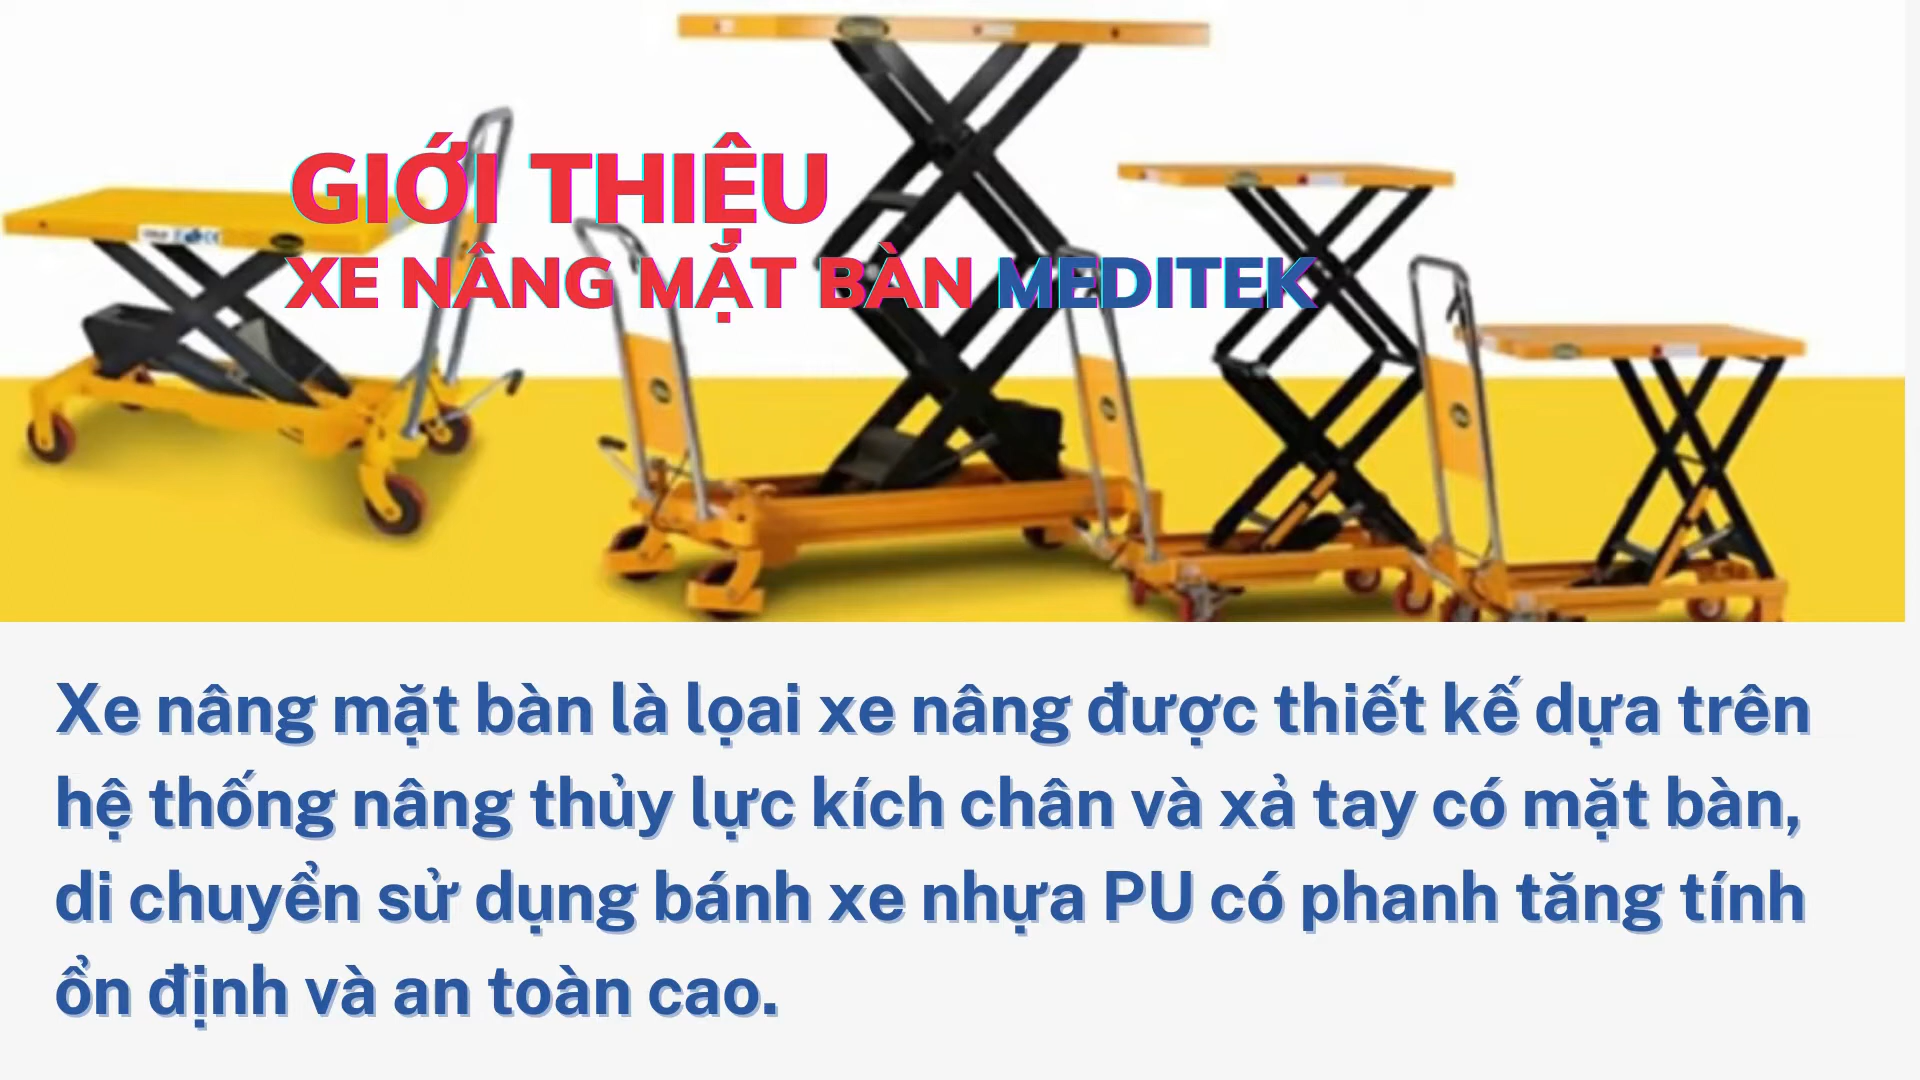 GIỚI THIỆU
XE NÂNG MẶT BÀN MEDITEK
Xe nâng mặt bàn là lọai xe nâng được thiết kế dựa trên
hệ thống nâng thủy lực kích chân và xả tay có mặt bàn,
di chuyển sử dụng bánh xe nhựa PU có phanh tăng tính
ổn định và an toàn cao.